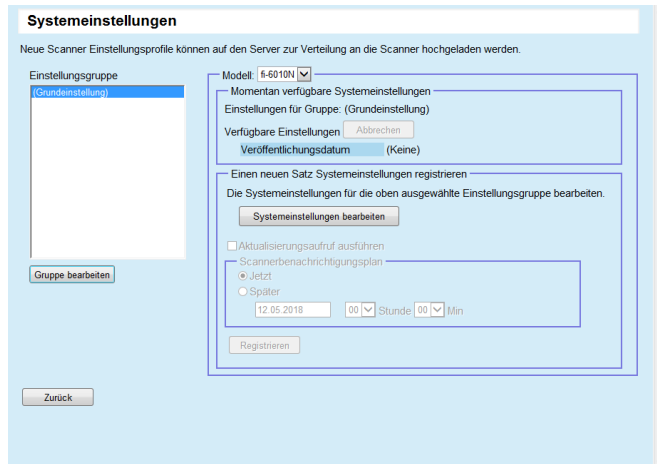 Systemeinstellungen
Neue Scanner Einstellungsprofile können auf den Server zur Verteilung an die Scanner hochgeladen werden.
Einstellungsgruppe
(Grundeinstellung)
Gruppe bearbeiten
Modell: fi-6010N
Momentan verfügbare Systemeinstellungen
Einstellungen für Gruppe: (Grundeinstellung)
Verfügbare Einstellungen Abbrechen
Veröffentlichungsdatum (Keine)
Einen neuen Satz Systemeinstellungen registrieren
Die Systemeinstellungen für die oben ausgewählte Einstellungsgruppe bearbeiten.
Systemeinstellungen bearbeiten
Aktualisierungsaufruf ausführen
Scannerbenachrichtigungsplan
Jetzt
Später
12.05.2018 00 Stunde 00 Min
Registrieren
Zurück